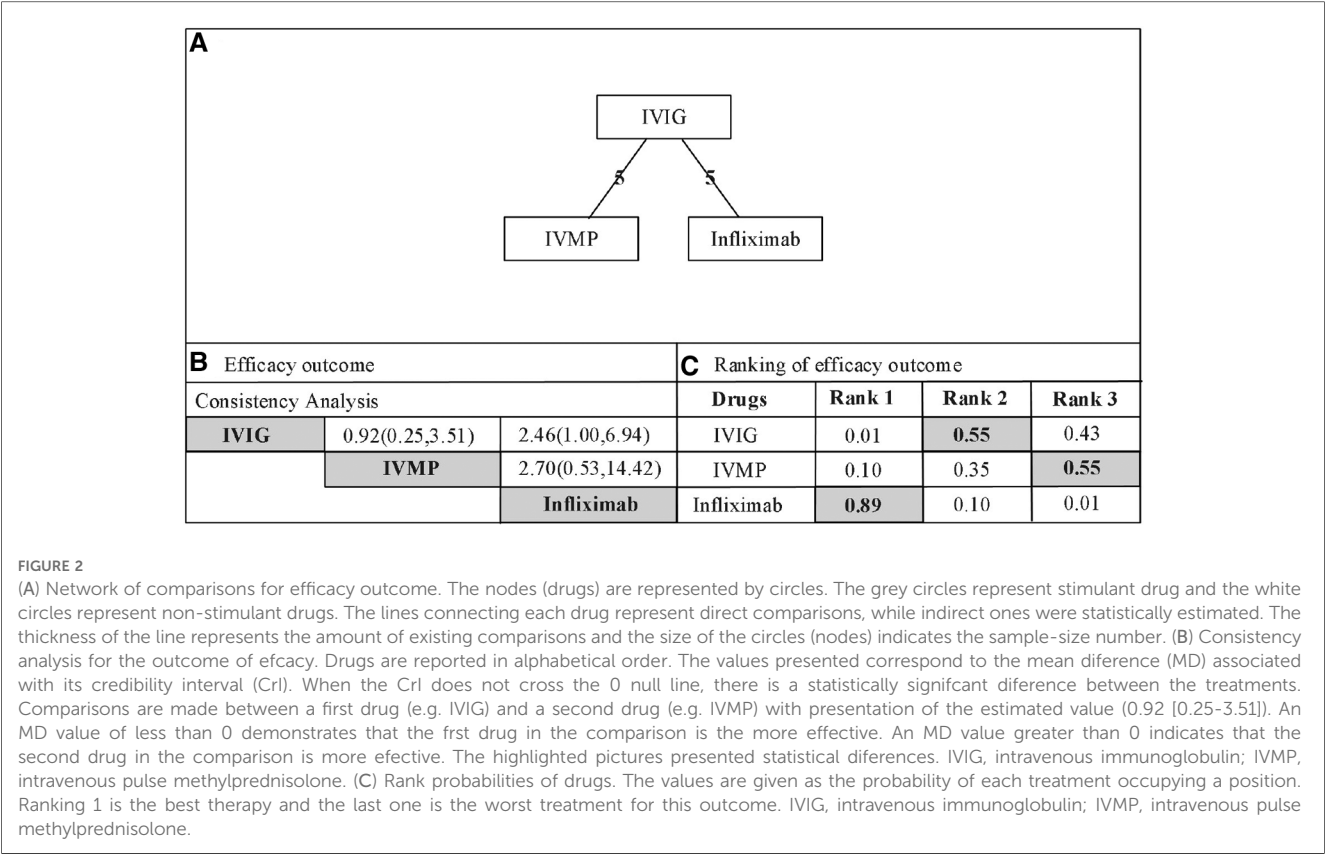 A
IVIG
5 5
IVMP Infliximab
B Efficacy outcome C Ranking of efficacy outcome
Consistency Analysis Drugs Rank 1 Rank 2 Rank 3
IVIG 0.92(0.25,3.51) 2.46(1.00,6.94) IVIG 0.01 0.55 0.43
IVMP 2.70(0.53,14.42) IVMP 0.10 0.35 0.55
Infliximab Infliximab 0.89 0.10 0.01
FIGURE 2
(A) Network of comparisons for efficacy outcome. The nodes (drugs) are represented by circles. The grey circles represent stimulant drug and the white
circles represent non-stimulant drugs. The lines connecting each drug represent direct comparisons, while indirect ones were statistically estimated. The
thickness of the line represents the amount of existing comparisons and the size of the circles (nodes) indicates the sample-size number. (B) Consistency
analysis for the outcome of efcacy. Drugs are reported in alphabetical order. The values presented correspond to the mean diference (MD) associated
with its credibility interval (CrI). When the CrI does not cross the 0 null line, there is a statistically signifcant diference between the treatments.
Comparisons are made between a first drug (e.g. IVIG) and a second drug (e.g. IVMP) with presentation of the estimated value (0.92 [0.25-3.51]). An
MD value of less than 0 demonstrates that the frst drug in the comparison is the more effective. An MD value greater than 0 indicates that the
second drug in the comparison is more efective. The highlighted pictures presented statistical diferences. IVIG, intravenous immunoglobulin; IVMP,
intravenous pulse methylprednisolone. (C) Rank probabilities of drugs. The values are given as the probability of each treatment occupying a position.
Ranking 1 is the best therapy and the last one is the worst treatment for this outcome. IVIG, intravenous immunoglobulin; IVMP, intravenous pulse
methylprednisolone.